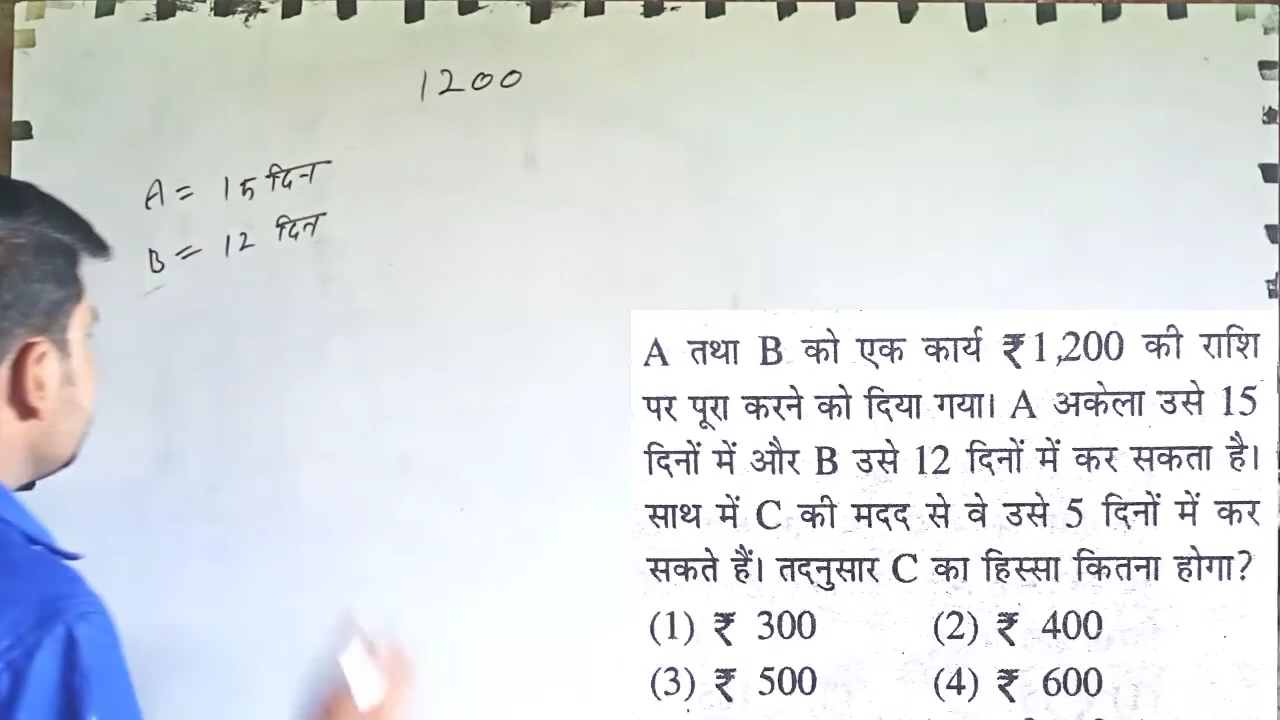 1200
A = 15 दिन
B = 12 दिन
A तथा B को एक कार्य ₹1,200 की राशि
पर पूरा करने को दिया गया। A अकेला उसे 15
दिनों में और B उसे 12 दिनों में कर सकता है।
साथ में C की मदद से वे उसे 5 दिनों में कर
सकते हैं। तदनुसार C का हिस्सा कितना होगा?
(1) ₹ 300 (2) ₹ 400
(3) ₹ 500 (4) ₹ 600